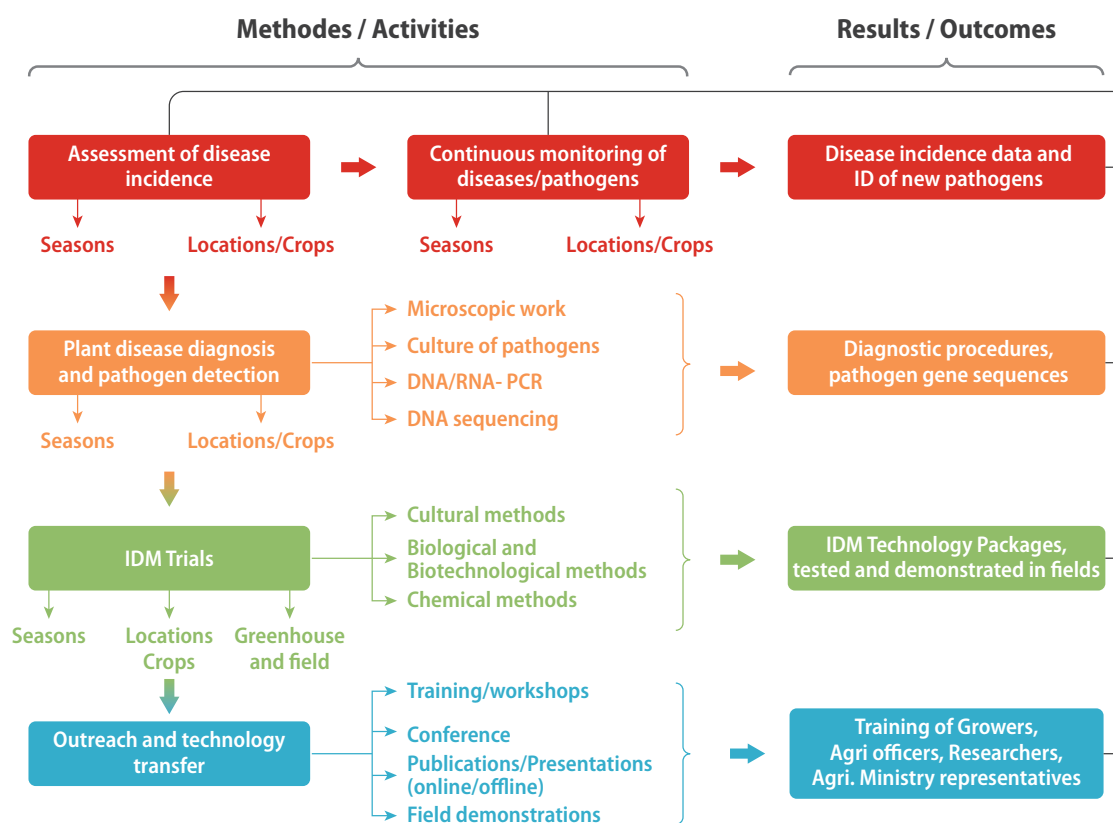 Methodes / Activities
Results / Outcomes
Assessment of disease
incidence
Continuous monitoring of
diseases/pathogens
Disease incidence data and
ID of new pathogens
Seasons
Locations/Crops
Seasons
Locations/Crops
Plant disease diagnosis
and pathogen detection
Microscopic work
Culture of pathogens
DNA/RNA- PCR
DNA sequencing
Diagnostic procedures,
pathogen gene sequences
Seasons
Locations/Crops
IDM Trials
Cultural methods
Biological and
Biotechnological methods
Chemical methods
IDM Technology Packages,
tested and demonstrated in fields
Seasons
Locations
Crops
Greenhouse
and field
Outreach and technology
transfer
Training/workshops
Conference
Publications/Presentations
(online/offline)
Field demonstrations
Training of Growers,
Agri officers, Researchers,
Agri. Ministry representatives